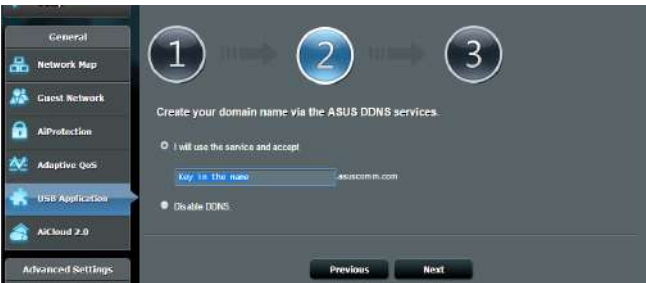 General
Network Map
Guest Network
AiProtection
Adaptive QoS
USB Application
AiCloud 2.0
Advanced Settings
1
2
3
Create your domain name via the ASUS DDNS services.
I will use the service and accept
Key in the name .asuscomm.com
Disable DDNS.
Previous Next